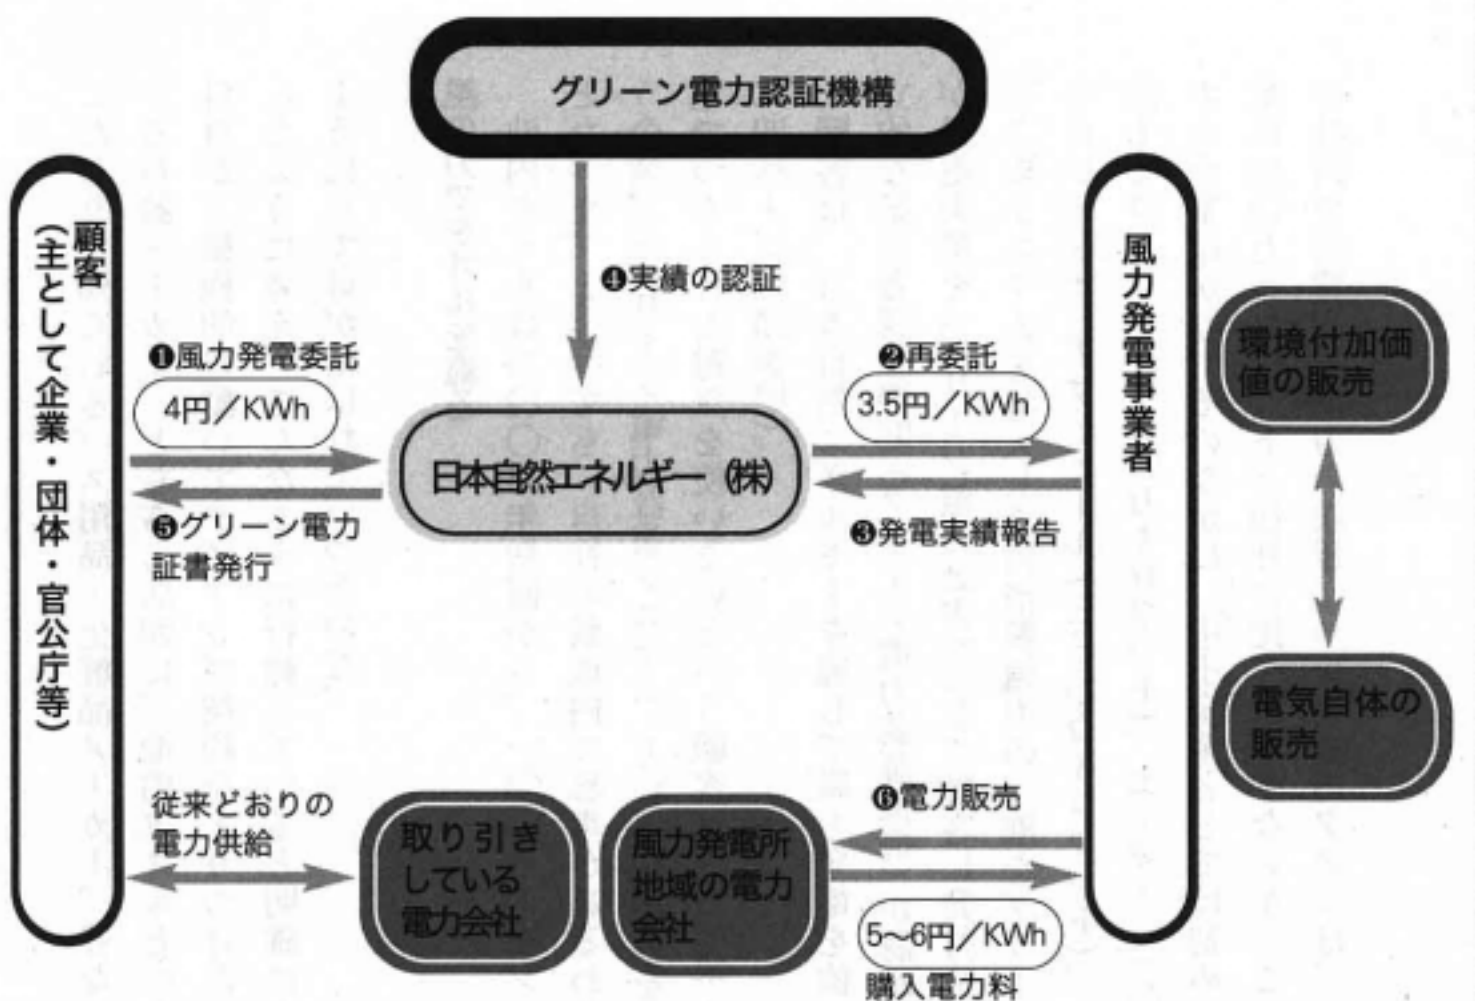 グリーン電力認証機構
顧客
(主として企業・団体・官公庁等)
❹実績の認証
風力発電事業者
環境付加価
値の販売
❶風力発電委託
4円/KWh
❷再委託
3.5円/KWh
日本自然エネルギー(株)
❺グリーン電力
証書発行
❸発電実績報告
電気自体の
販売
従来どおりの
電力供給
取り引き
している
電力会社
風力発電所
地域の電力
会社
❻電力販売
5〜6円/KWh
購入電力料